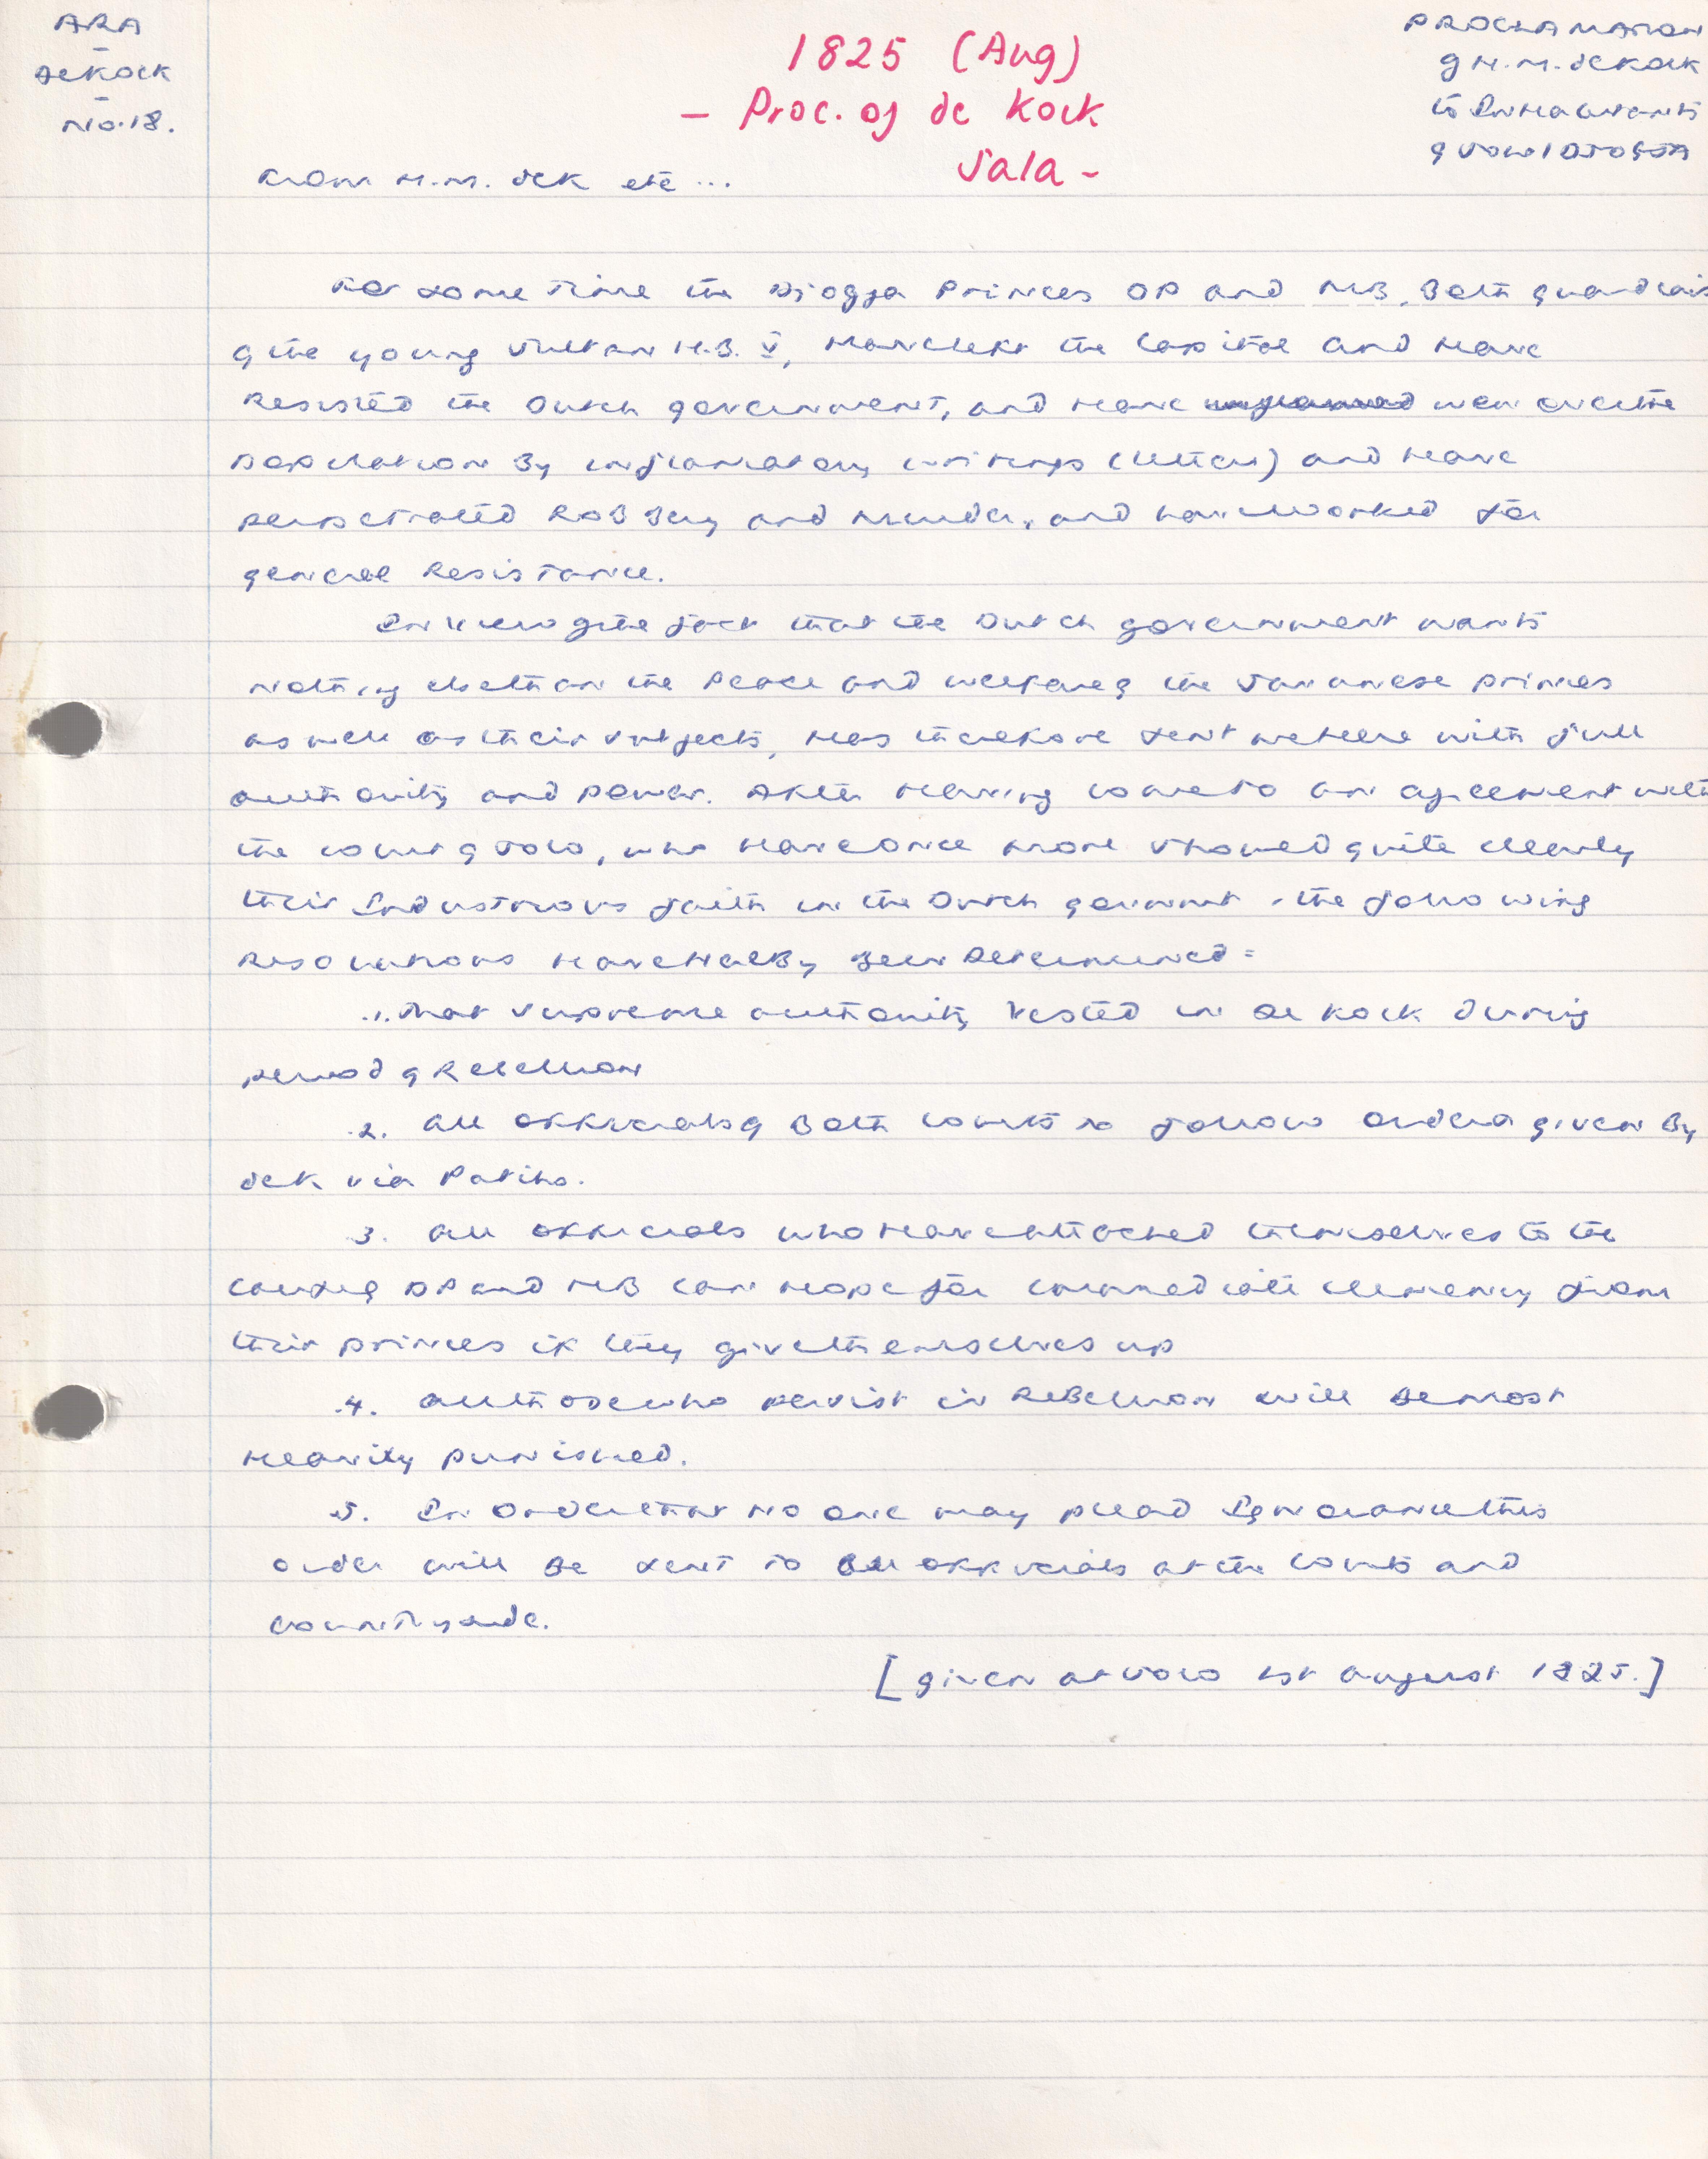 ARA
-
de Kock
-
No. 18.
1825 (Aug)
- Proc. of de Kock
Sala -
PROCLAMATION
of H.M. de Kock
to Inhabitants
of Solo / Djogja
From H.M. deK etc ...
For some time the Djogja Princes DP and MB, Both guardians
of the young Sultan H.B. V, Have left the Capital and Have
Resisted the Dutch government, and Have inflamed won over the
Population By inflamatory writings (letters) and Have
perpetrated RoBBery and Murder, and have worked for
general Resistance.
In view of the fact that the Dutch government wants
nothing else than the Peace and welfare of the Javanese princes
as well as their subjects, Has therefore sent me Here with full
authority and power. After Having come to an agreement with
the court of Solo, who Have once more showed quite clearly
their Industrious faith in the Dutch govnmnt - the following
Resolutions Have HereBy Been Determined =
.1. That supreme authority vested in de Kock during
period of Rebellion
.2. All officials of Both courts to follow orders given By
deK via Patihs.
.3. All officials who Have attached themselves to the
cause of DP and MB can Hope for immediate clemency from
their princes if they give themselves up
.4. All those who persist in ReBellion will Be most
Heavily punished.
.5. In order that no one may plead Ignorance this
order will Be sent to all officials at the Courts and
countryside.
[given at Solo 1st August 1825.]